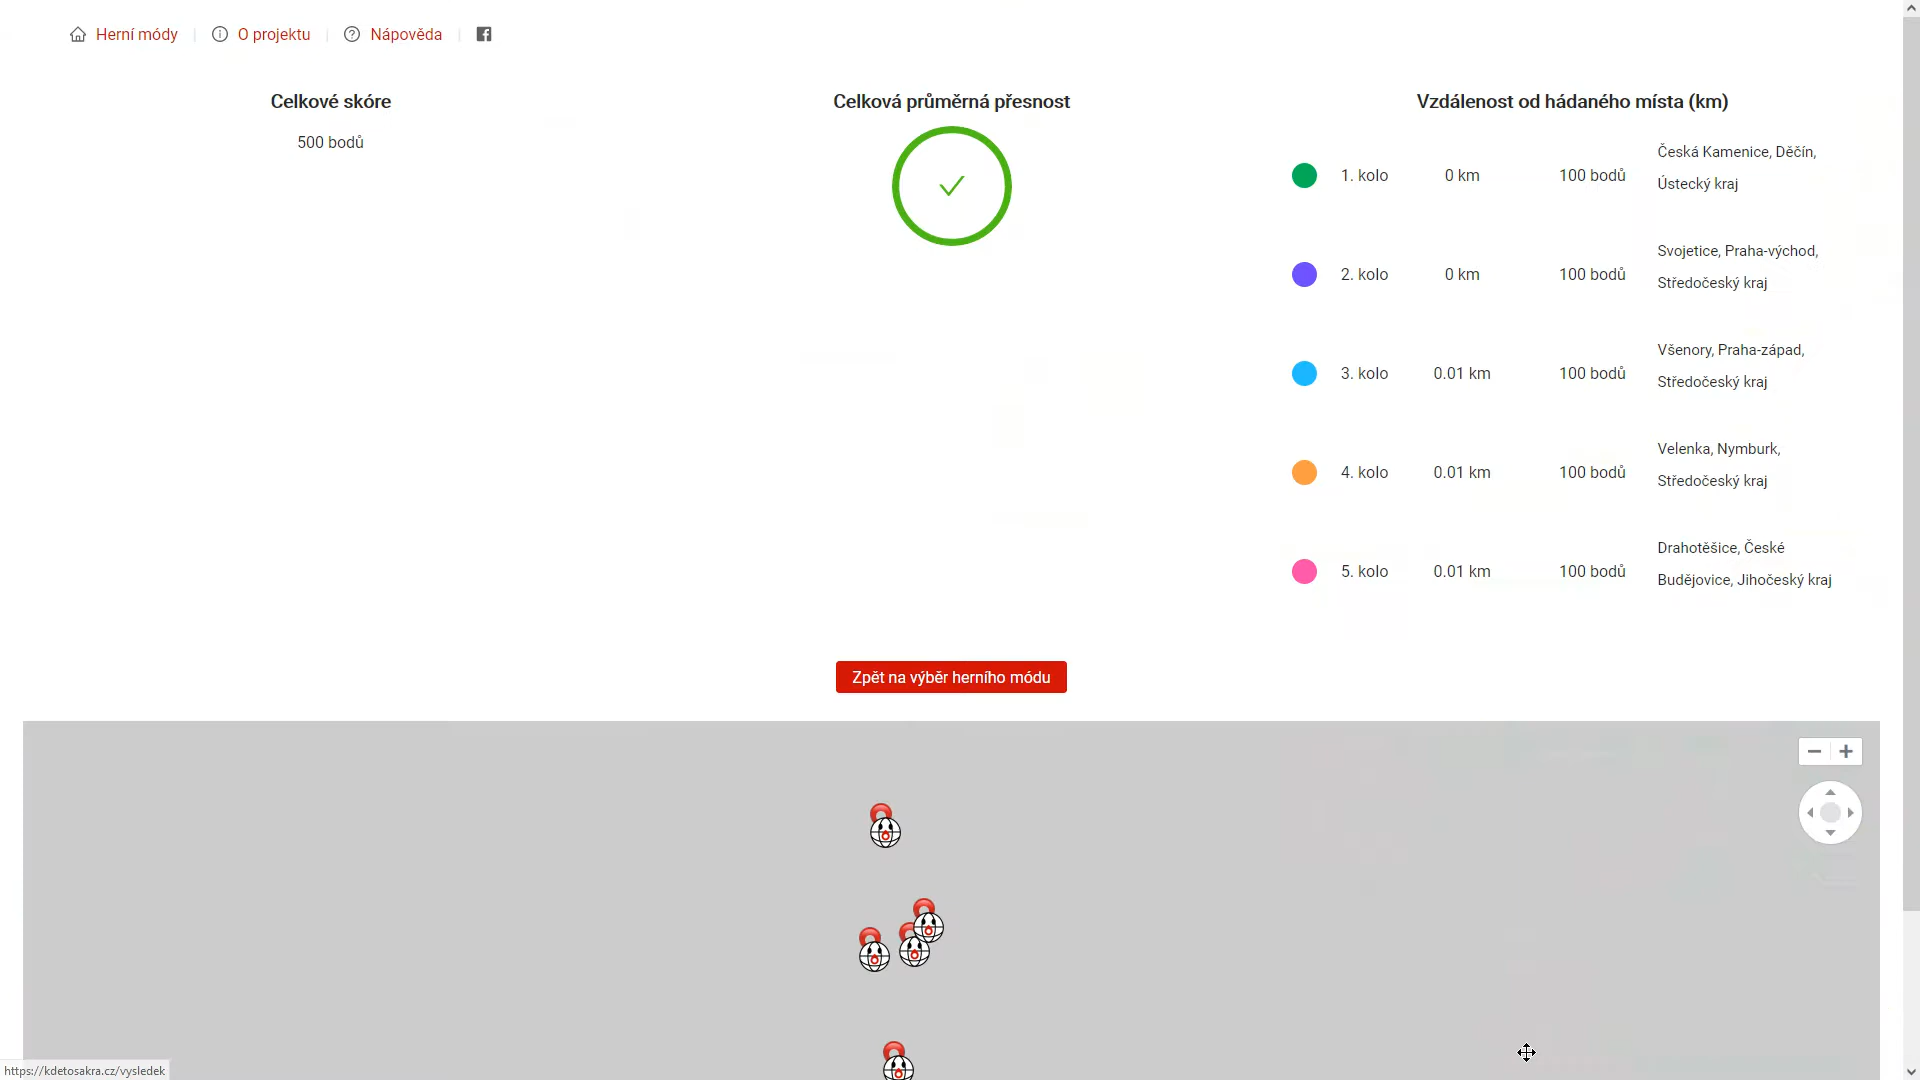 Herní módy
O projektu
Nápověda
Celkové skóre
500 bodů
Celková průměrná přesnost
Vzdálenost od hádaného místa (km)
1. kolo 0 km 100 bodů Česká Kamenice, Děčín,
Ústecký kraj
2. kolo 0 km 100 bodů Svojetice, Praha-východ,
Středočeský kraj
3. kolo 0.01 km 100 bodů Všenory, Praha-západ,
Středočeský kraj
4. kolo 0.01 km 100 bodů Velenka, Nymburk,
Středočeský kraj
5. kolo 0.01 km 100 bodů Drahotěšice, České
Budějovice, Jihočeský kraj
Zpět na výběr herního módu
https://kdetosakra.cz/vysledek